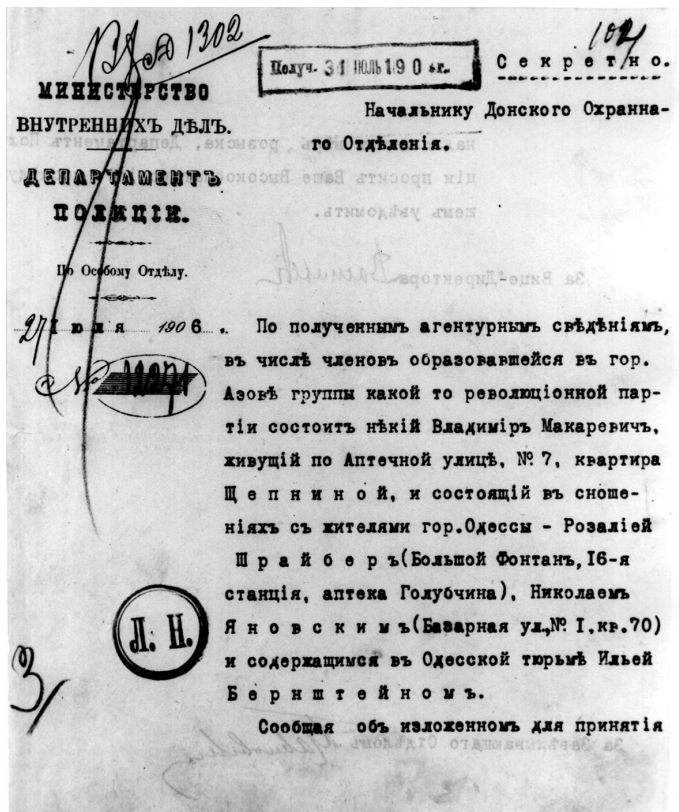 А 1302
104
Получ. 31 ІЮЛЬ 190 г.
Секретно.
МИНИСТЕРСТВО
ВНУТРЕННИХЪ ДѢЛЪ.
ДЕПАРТАМЕНТЪ
ПОЛИЦІИ.
По Особому Отдѣлу.
27 Іюля 1906 .
№
Начальнику Донского Охранна-
го Отделенія.
По полученнымъ агентурнымъ свѣдѣніямъ,
въ числѣ членовъ образовавшейся въ гор.
Азовѣ группы какой то революціонной пар-
тіи состоитъ нѣкій Владиміръ Макаревичъ,
живущій по Аптечной улицѣ, № 7, квартира
Щепниной, и состоящій въ сноше-
ніяхъ съ жителями гор.Одессы - Розаліей
Шрайберъ(Большой Фонтанъ,16-я
станція, аптека Голубчина), Николаемъ
Яновскимъ(Базарная ул.,№ I,кв.70)
и содержащимся въ Одесской тюрьмѣ Ильей
Бернштейномъ.
Сообщая объ изложенномъ для принятія
Л. Н.
3/